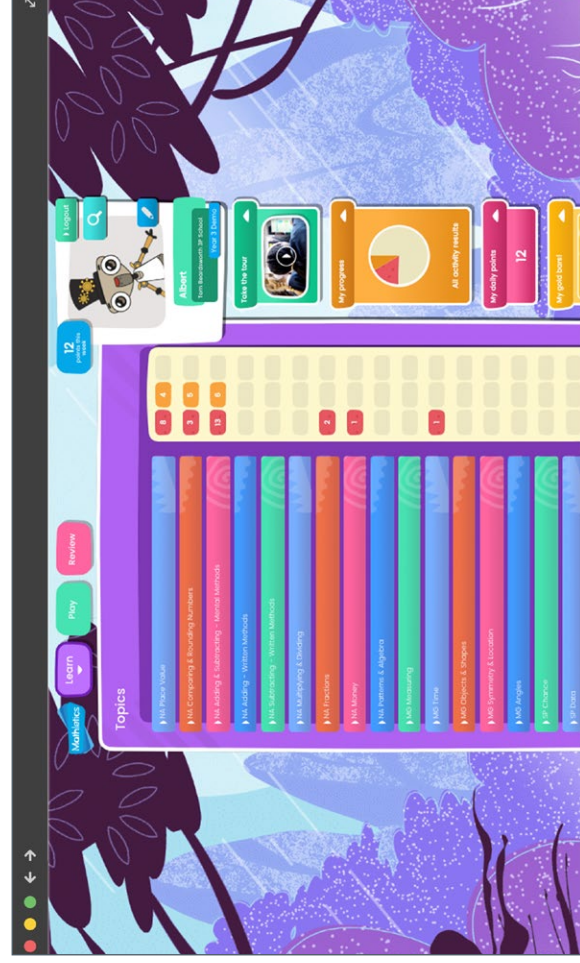 Mathletics
Learn
Play
Review
12
points this
week
Logout
Topics
NA Place Value
8
4
NA Comparing & Rounding Numbers
3
5
NA Adding & Subtracting - Mental Methods
13
6
NA Adding - Written Methods
NA Subtracting - Written Methods
NA Multiplying & Dividing
NA Fractions
2
NA Money
1
NA Patterns & Algebra
MG Measuring
MG Time
1
MG Objects & Shapes
MG Symmetry & Location
MG Angles
SP Chance
SP Data
Albert
Tom Beardsworth 3P School
Year 3 Demo
Take the tour
My progress
All activity results
My daily points
12
My gold bars!